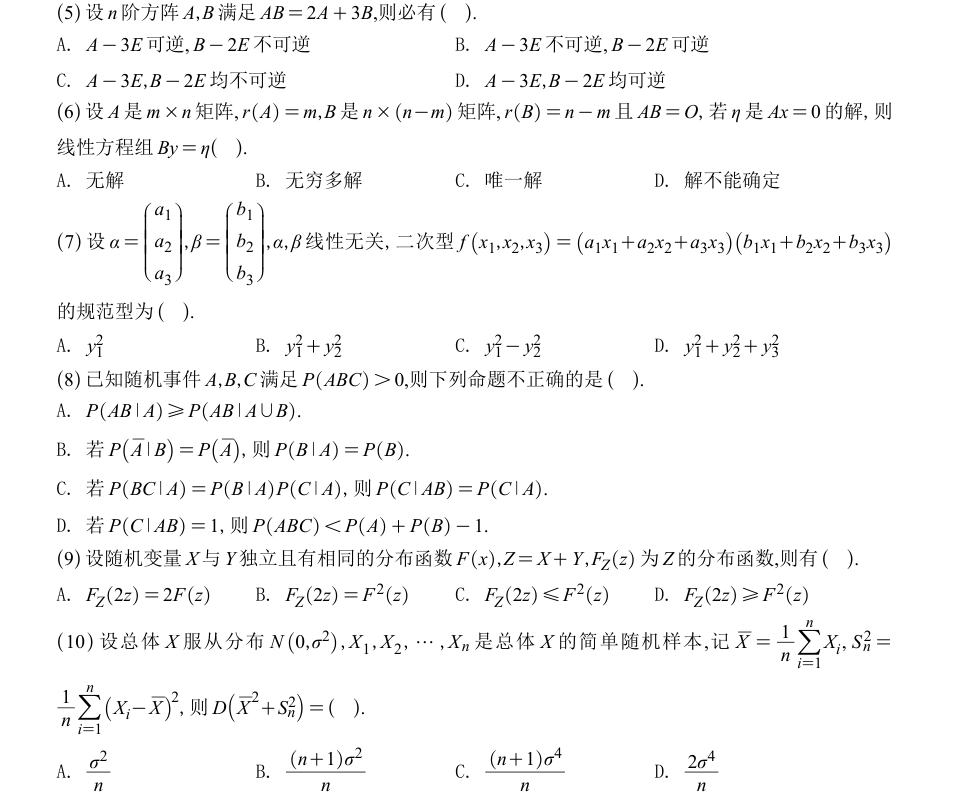 (5) 设 n 阶方阵 A,B 满足 AB=2A+3B,则必有 (   ).
A. A-3E 可逆, B-2E 不可逆    B. A-3E 不可逆, B-2E 可逆
C. A-3E,B-2E 均不可逆    D. A-3E,B-2E 均可逆
(6) 设 A 是 m×n 矩阵, r(A)=m,B 是 n×(n-m) 矩阵, r(B)=n-m 且 AB=O, 若 η 是 Ax=0 的解, 则
线性方程组 By=η(   ).
A. 无解    B. 无穷多解    C. 唯一解    D. 解不能确定
(7) 设 α=(a₁ a₂ a₃), β=(b₁ b₂ b₃), α,β 线性无关, 二次型 f(x₁,x₂,x₃)=(a₁x₁+a₂x₂+a₃x₃)(b₁x₁+b₂x₂+b₃x₃)
的规范型为 (   ).
A. y₁²    B. y₁²+y₂²    C. y₁²-y₂²    D. y₁²+y₂²+y₃²
(8) 已知随机事件 A,B,C 满足 P(ABC)>0,则下列命题不正确的是 (   ).
A. P(AB|A)⩾P(AB|A∪B).
B. 若 P(A̅|B)=P(A̅), 则 P(B|A)=P(B).
C. 若 P(BC|A)=P(B|A)P(C|A), 则 P(C|AB)=P(C|A).
D. 若 P(C|AB)=1, 则 P(ABC)<P(A)+P(B)-1.
(9) 设随机变量 X 与 Y 独立且有相同的分布函数 F(x),Z=X+Y,F_Z(z) 为 Z 的分布函数,则有 (   ).
A. F_Z(2z)=2F(z)    B. F_Z(2z)=F²(z)    C. F_Z(2z)⩽F²(z)    D. F_Z(2z)⩾F²(z)
(10) 设总体 X 服从分布 N(0,σ²),X₁,X₂, ⋯ ,Xₙ 是总体 X 的简单随机样本,记 X̅ = 1/n ∑_{i=1}^{n} Xᵢ, Sₙ² =
1/n ∑_{i=1}^{n} (Xᵢ-X̅)², 则 D(X̅²+Sₙ²)=(   ).
A. σ²/n    B. (n+1)σ²/n    C. (n+1)σ⁴/n    D. 2σ⁴/n